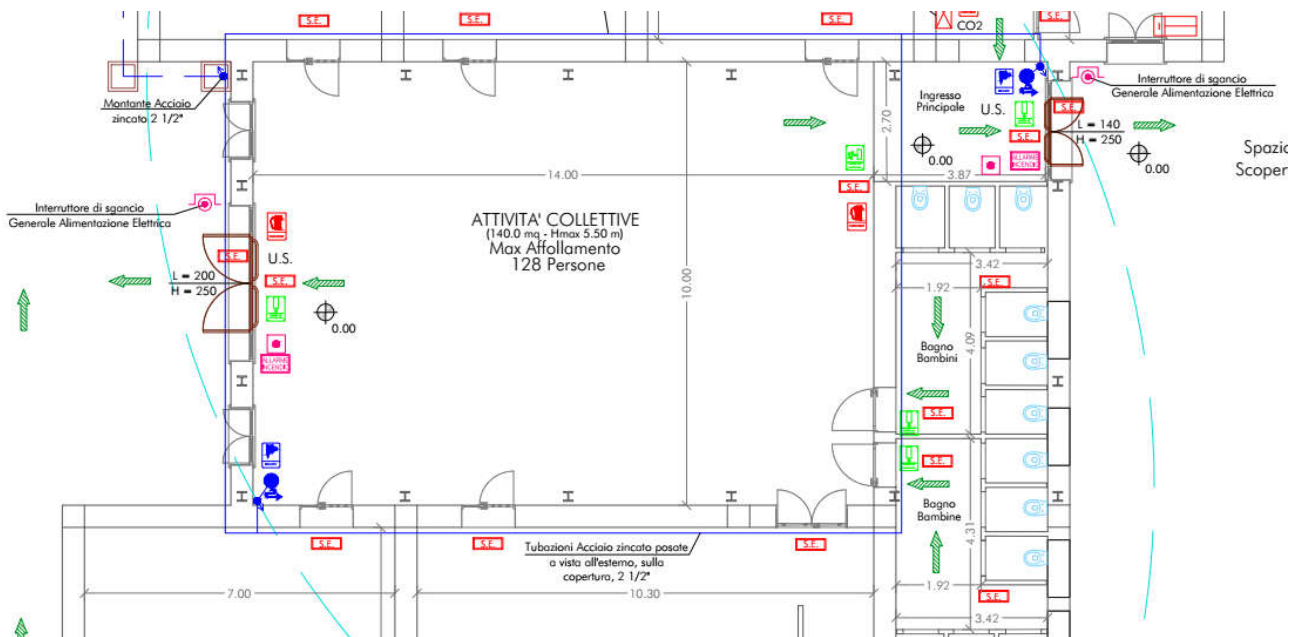 S.E.
S.E.
S.E.
CO2
S.E.
Montante Acciaio
zincato 2 1/2"
Ingresso
Principale
2.70
U.S.
S.E.
S.E.
ALLARME
INCENDIO
0.00
3.87
L = 140
H = 250
0.00
Interruttore di sgancio
Generale Alimentazione Elettrica
Spazio
Scoper
14.00
S.E.
Interruttore di sgancio
Generale Alimentazione Elettrica
ATTIVITA' COLLETTIVE
(140.0 mq - Hmax 5.50 m)
Max Affollamento
128 Persone
10.00
S.E.
U.S.
S.E.
L = 200
H = 250
0.00
ALLARME
INCENDIO
3.42
1.92
S.E.
Bagno
Bambini
4.09
S.E.
S.E.
Bagno
Bambine
4.31
S.E.
S.E.
S.E.
Tubazioni Acciaio zincato posate
a vista all'esterno, sulla
copertura, 2 1/2"
7.00
10.30
1.92
S.E.
3.42